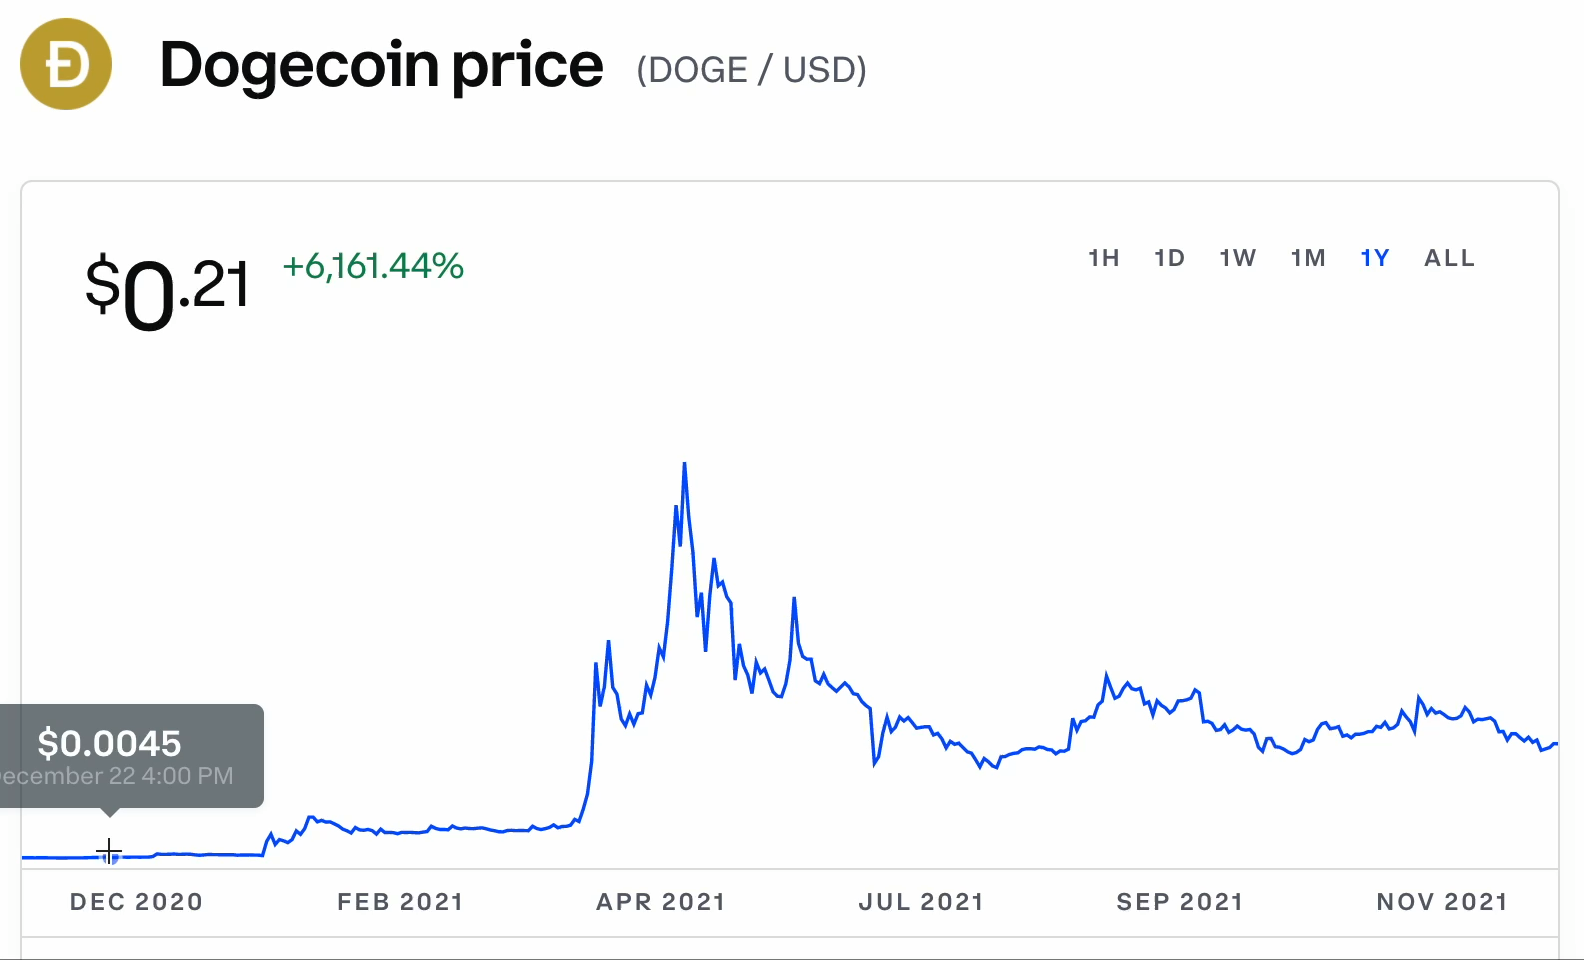 Dogecoin price (DOGE / USD)
$0.21 +6,161.44%
1H 1D 1W 1M 1Y ALL
$0.0045
ecember 22 4:00 PM
DEC 2020 FEB 2021 APR 2021 JUL 2021 SEP 2021 NOV 2021